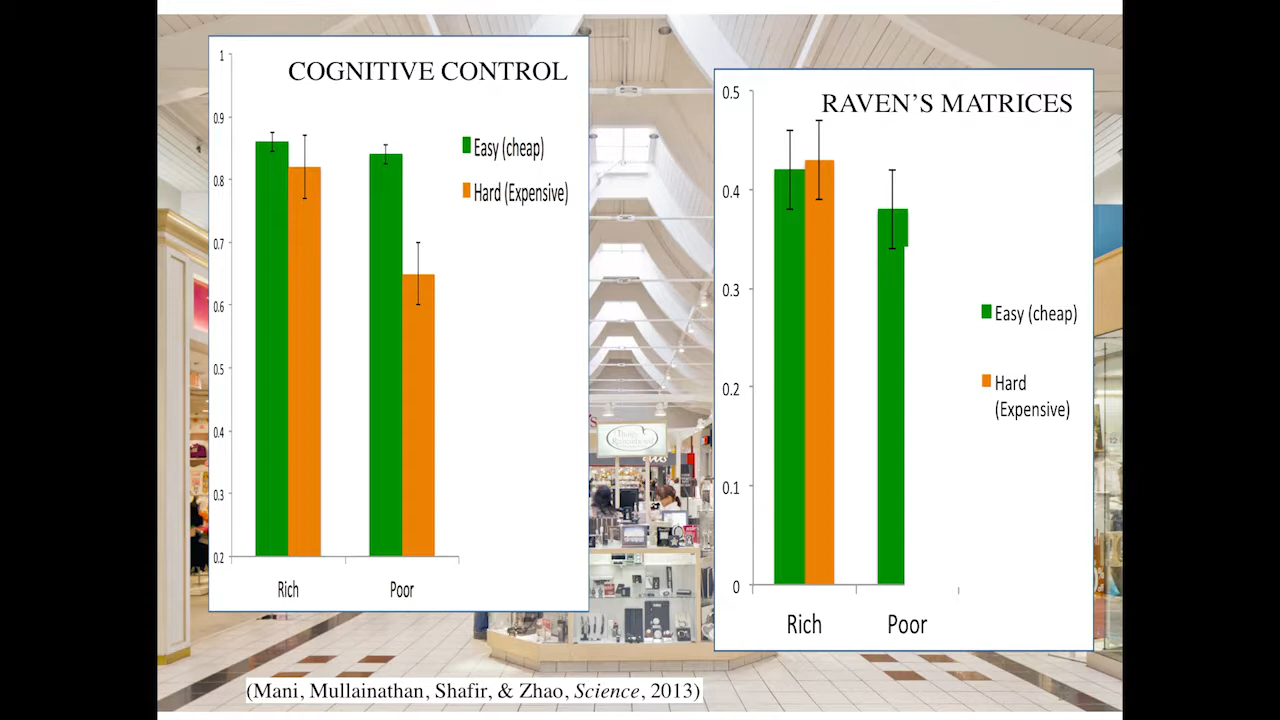 COGNITIVE CONTROL
1
0.9
0.8
0.7
0.6
0.5
0.4
0.3
0.2
Easy (cheap)
Hard (Expensive)
Rich
Poor
RAVEN'S MATRICES
0.5
0.4
0.3
0.2
0.1
0
Easy (cheap)
Hard
(Expensive)
Rich
Poor
(Mani, Mullainathan, Shafir, & Zhao, Science, 2013)